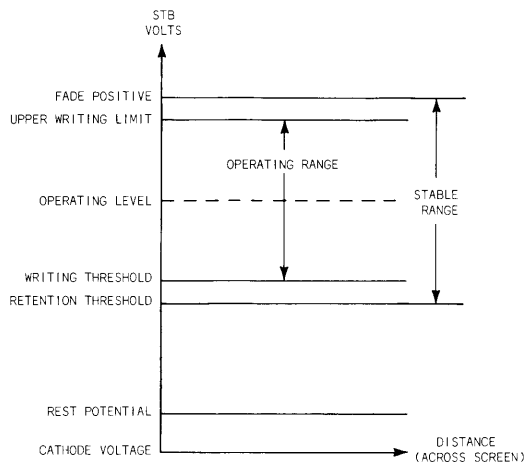 STB
VOLTS
FADE POSITIVE
UPPER WRITING LIMIT
OPERATING RANGE
STABLE
RANGE
OPERATING LEVEL
WRITING THRESHOLD
RETENTION THRESHOLD
REST POTENTIAL
CATHODE VOLTAGE
DISTANCE
(ACROSS SCREEN)